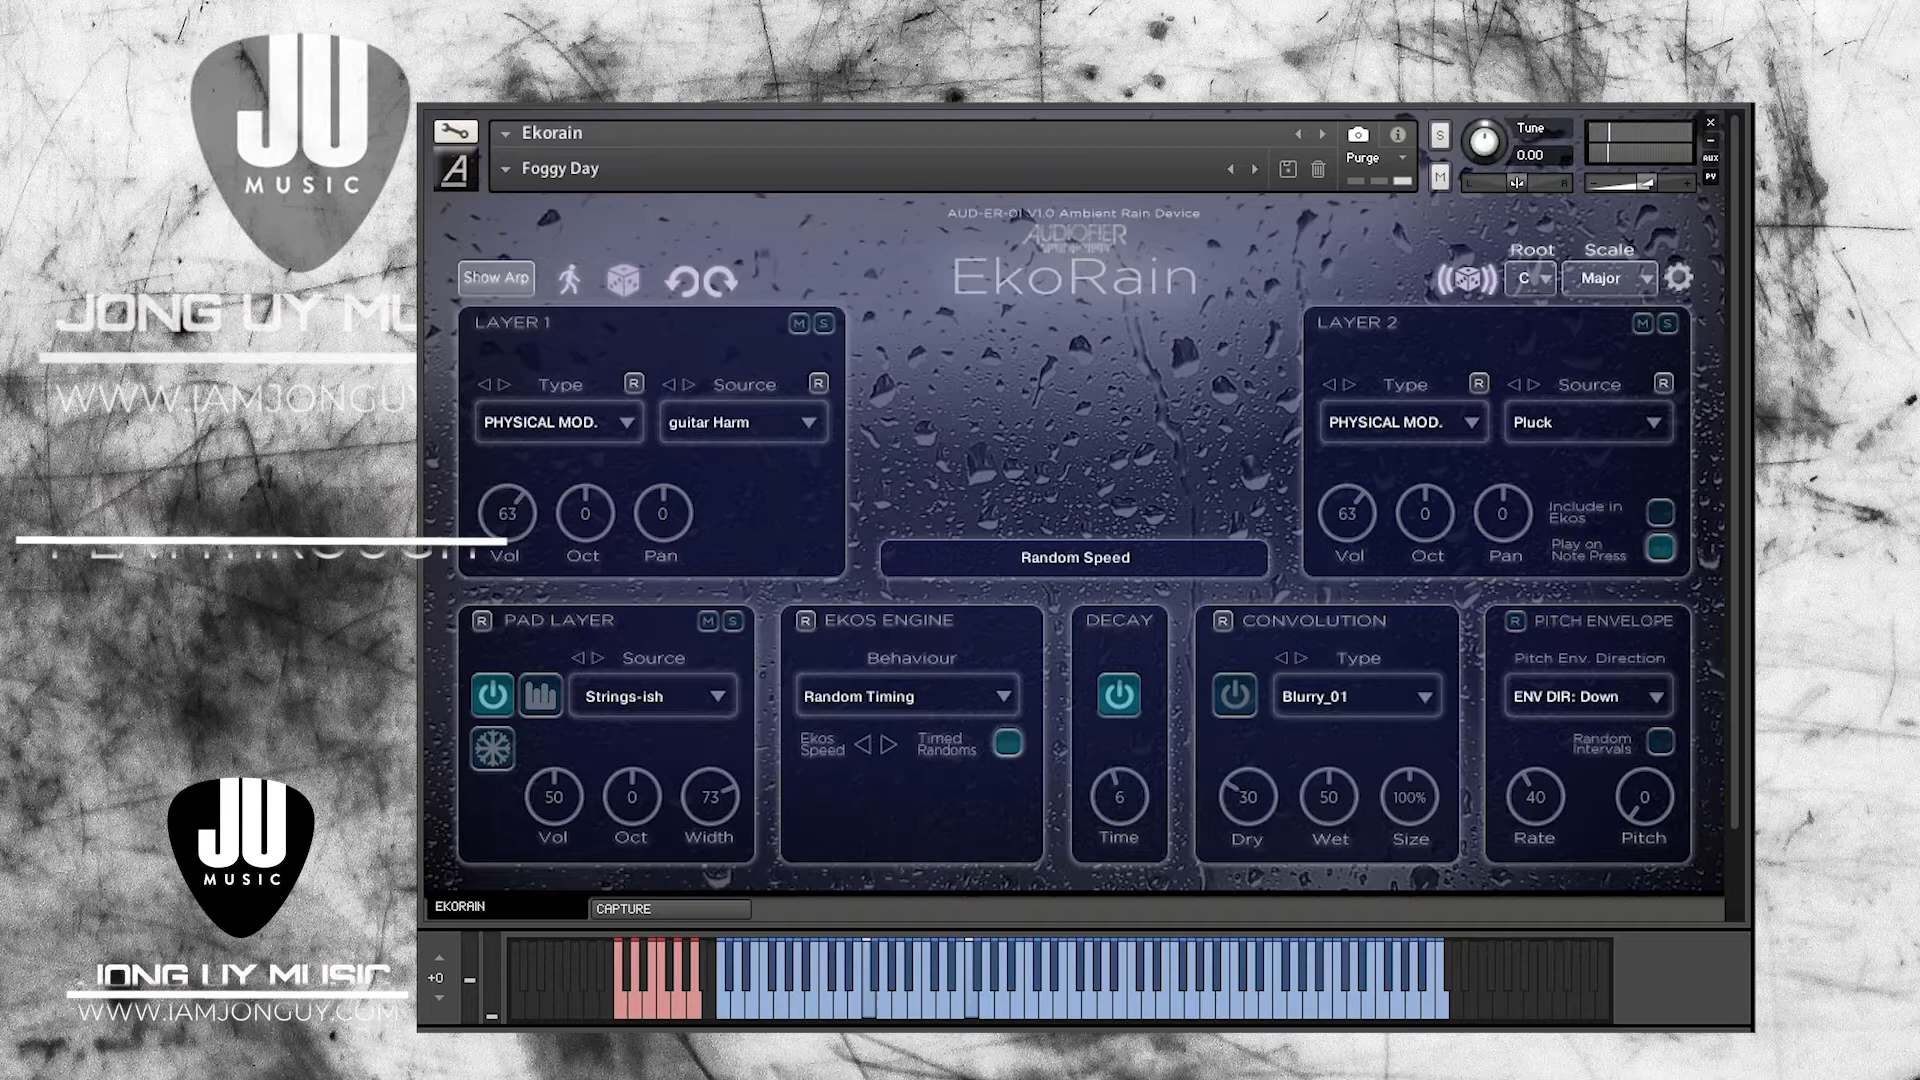 JU
MUSIC
JONG UY MU
WWW.IAMJONGUY
Ekorain
Foggy Day
Purge
S
M
Tune
0.00
L
R
AUX
PV
AUD-ER-01 V1.0 Ambient Rain Device
AUDIOFIER
EkoRain
Show Arp
Root
Scale
C
Major
LAYER 1
M S
Type R Source R
PHYSICAL MOD.
guitar Harm
63
0
0
Vol
Oct
Pan
Random Speed
LAYER 2
M S
Type R Source R
PHYSICAL MOD.
Pluck
63
0
0
Vol
Oct
Pan
Include in
Ekos
Play on
Note Press
R PAD LAYER M S
Source
Strings-ish
50
0
73
Vol
Oct
Width
R EKOS ENGINE
Behaviour
Random Timing
Ekos
Speed
Timed
Randoms
DECAY
6
Time
R CONVOLUTION
Type
Blurry_01
30
50
100%
Dry
Wet
Size
R PITCH ENVELOPE
Pitch Env. Direction
ENV DIR: Down
Random
Intervals
40
0
Rate
Pitch
EKORAIN
CAPTURE
+0
JU
MUSIC
JONG UY MUSIC
WWW.IAMJONGUY.COM